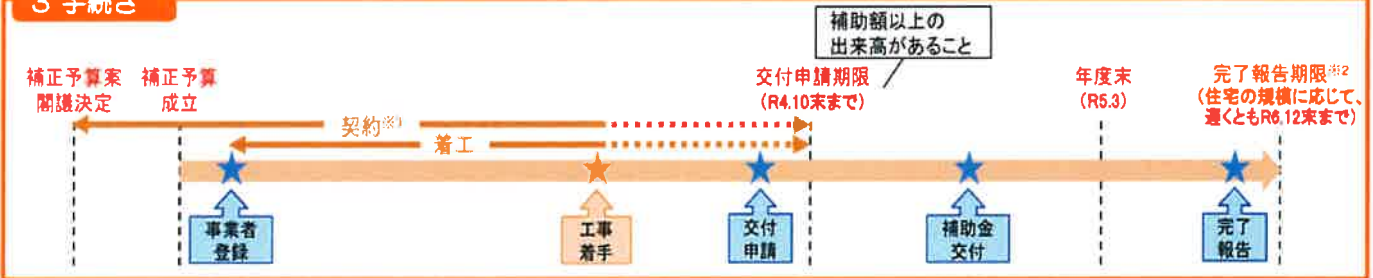 3 手続き
補助額以上の
出来高があること
補正予算案
閣議決定
補正予算
成立
交付申請期限
(R4.10末まで)
年度末
(R5.3)
完了報告期限※2
(住宅の規模に応じて、
遅くともR6.12末まで)
契約※1
着工
事業者
登録
工事
着手
交付
申請
補助金
交付
完了
報告